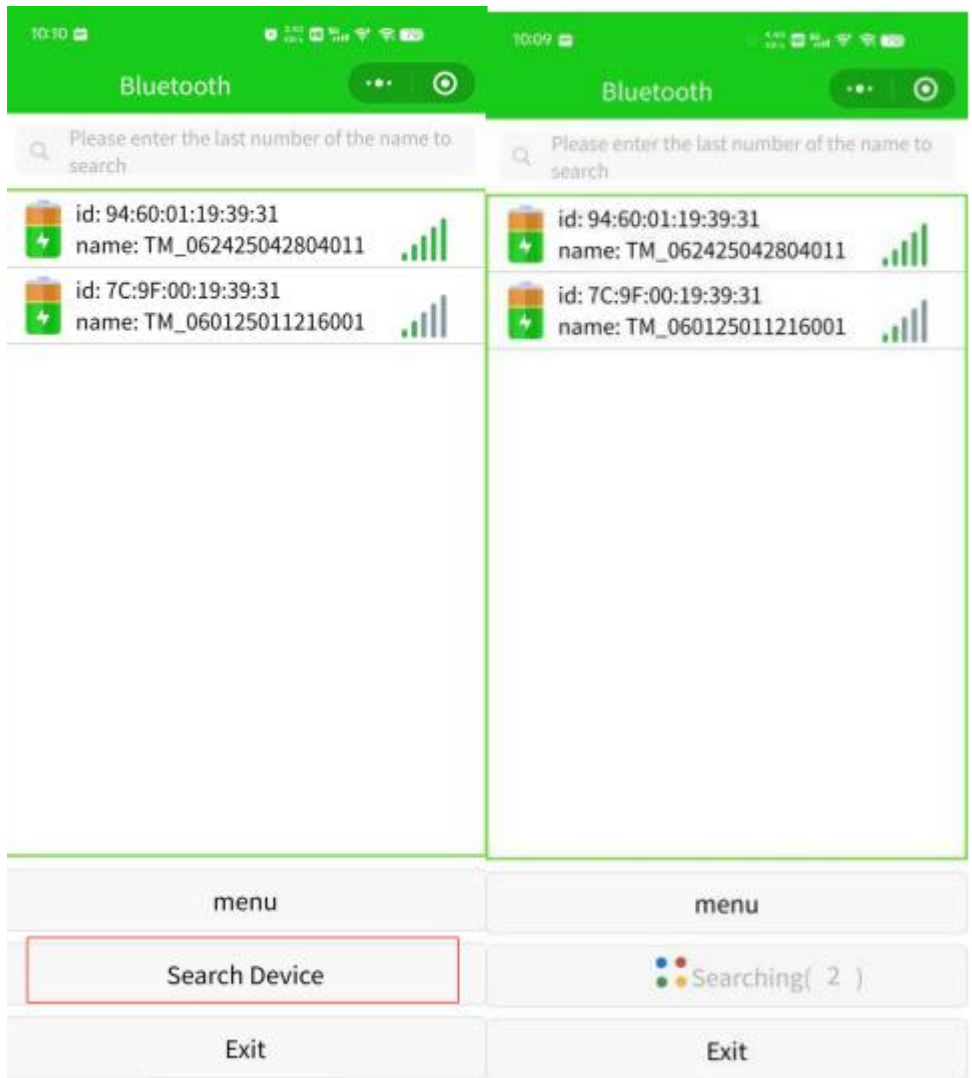 10:10
Bluetooth
Please enter the last number of the name to
search
id: 94:60:01:19:39:31
name: TM_062425042804011
id: 7C:9F:00:19:39:31
name: TM_060125011216001
menu
Search Device
Exit
10:09
Bluetooth
Please enter the last number of the name to
search
id: 94:60:01:19:39:31
name: TM_062425042804011
id: 7C:9F:00:19:39:31
name: TM_060125011216001
menu
Searching( 2 )
Exit